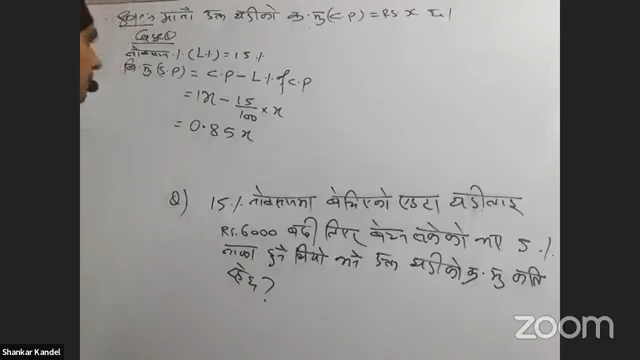 मानौ उक्त घडीको क्र.मु (C.P) = RS x छ।
Case I
नोक्सान % (L%) = 15%
वि.मु (S.P) = C.P - L% of C.P
= 1x - 15/100 × x
= 0.85x
Q) 15% नोक्सानमा बेचिएको एउटा घडीलाई
RS.6000 बढी लिएर बेच्न सकेको भए 5%
नाफा हुने थियो भने उक्त घडीको क्र.मु कति
होला?
Shankar Kandel
zoom